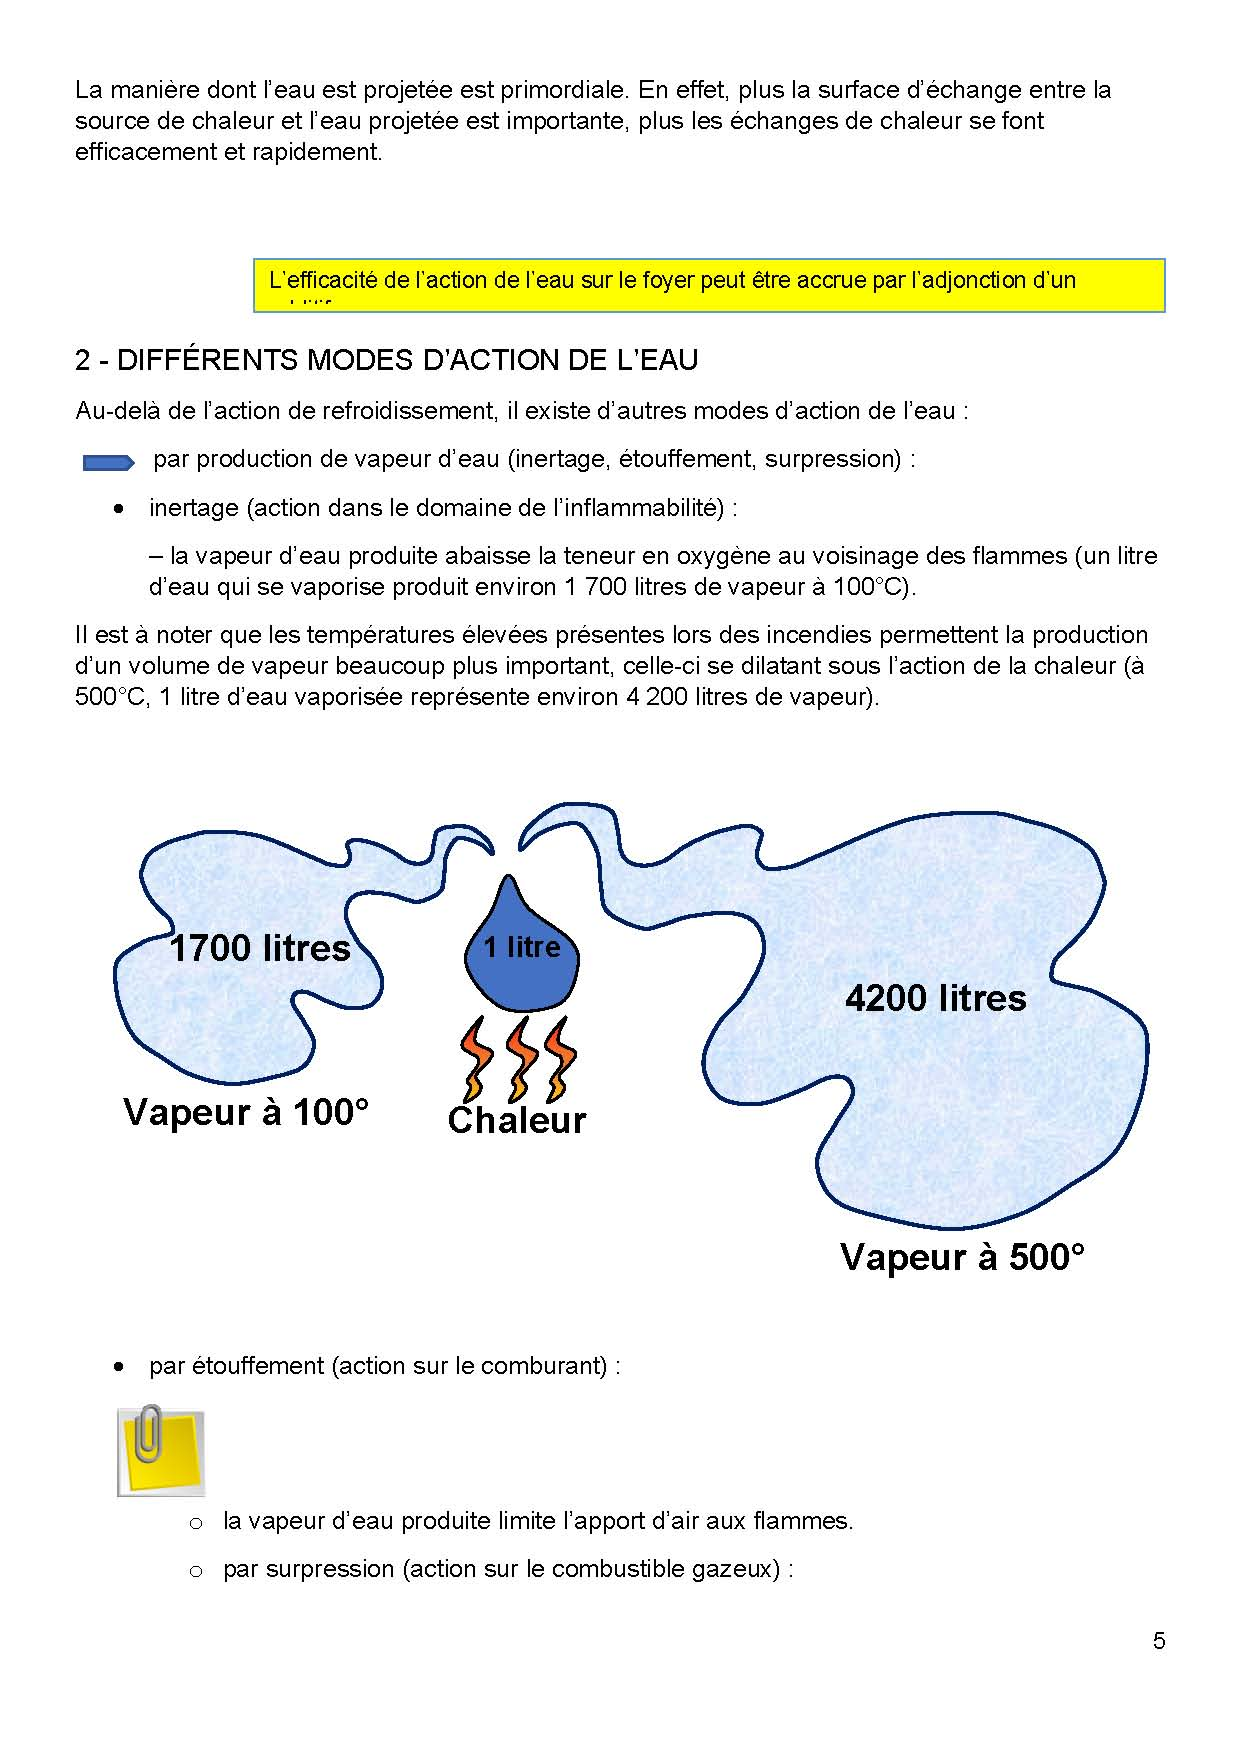 La manière dont l’eau est projetée est primordiale. En effet, plus la surface d’échange entre la
source de chaleur et l’eau projetée est importante, plus les échanges de chaleur se font
efficacement et rapidement.
L’efficacité de l’action de l’eau sur le foyer peut être accrue par l’adjonction d’un
2 - DIFFÉRENTS MODES D’ACTION DE L’EAU
Au-delà de l’action de refroidissement, il existe d’autres modes d’action de l’eau :
par production de vapeur d’eau (inertage, étouffement, surpression) :
• inertage (action dans le domaine de l’inflammabilité) :
– la vapeur d’eau produite abaisse la teneur en oxygène au voisinage des flammes (un litre
d’eau qui se vaporise produit environ 1 700 litres de vapeur à 100°C).
Il est à noter que les températures élevées présentes lors des incendies permettent la production
d’un volume de vapeur beaucoup plus important, celle-ci se dilatant sous l’action de la chaleur (à
500°C, 1 litre d’eau vaporisée représente environ 4 200 litres de vapeur).
1700 litres
1 litre
4200 litres
Vapeur à 100°
Chaleur
Vapeur à 500°
• par étouffement (action sur le comburant) :
o la vapeur d’eau produite limite l’apport d’air aux flammes.
o par surpression (action sur le combustible gazeux) :
5